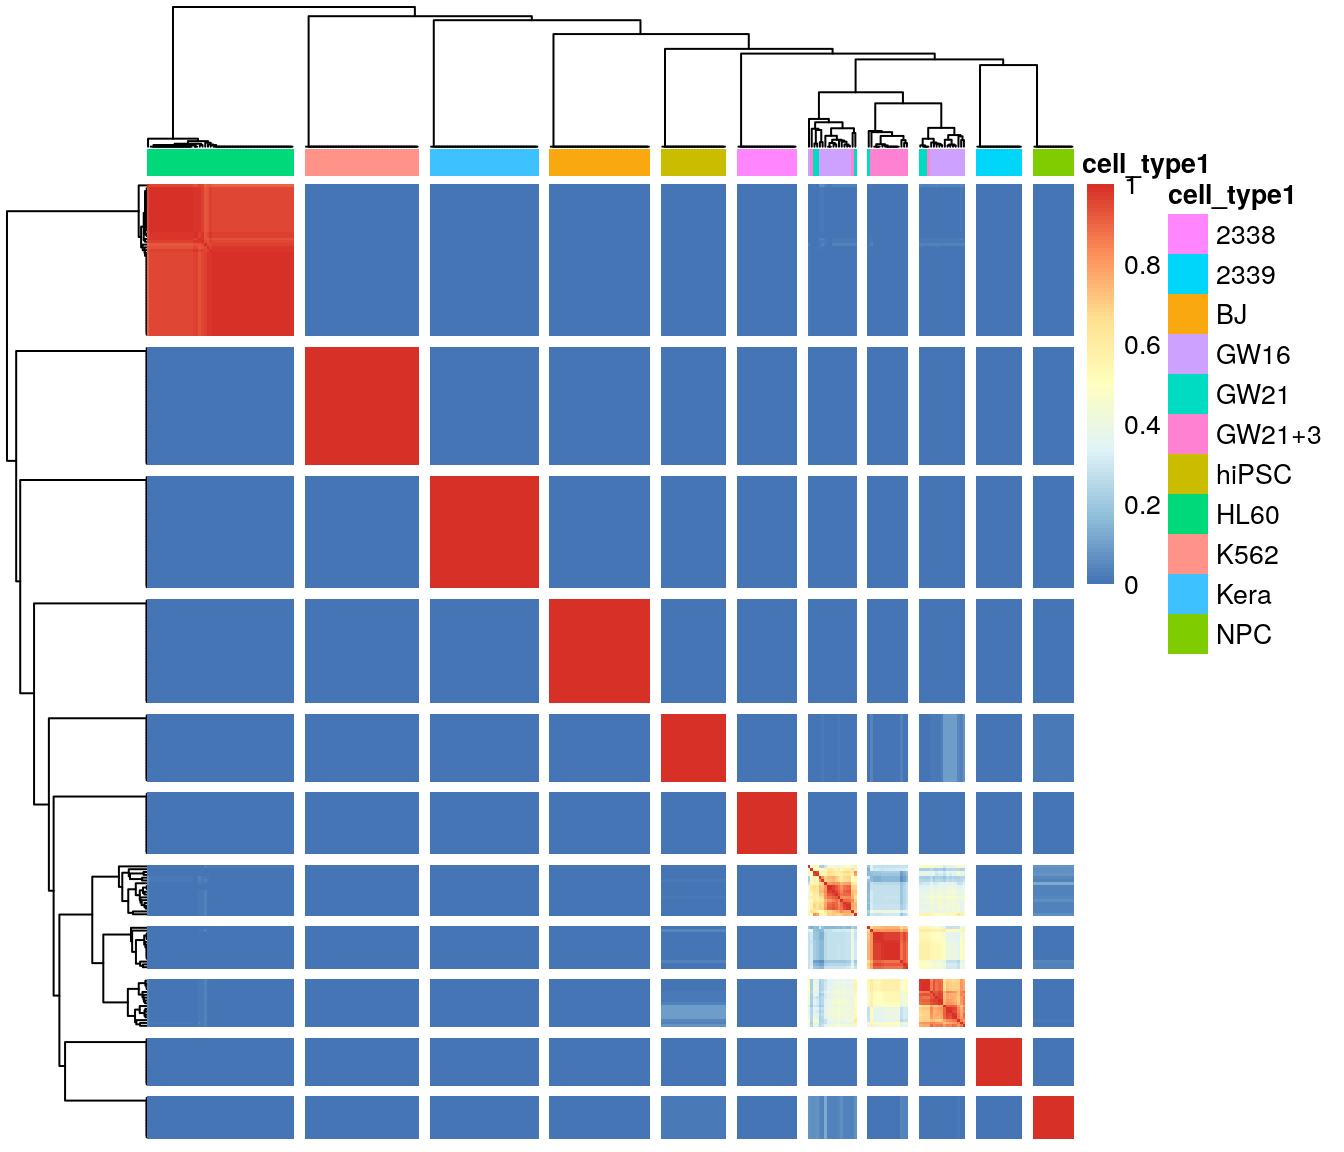 cell_type1
1
0.8
0.6
0.4
0.2
0
cell_type1
2338
2339
BJ
GW16
GW21
GW21+3
hiPSC
HL60
K562
Kera
NPC